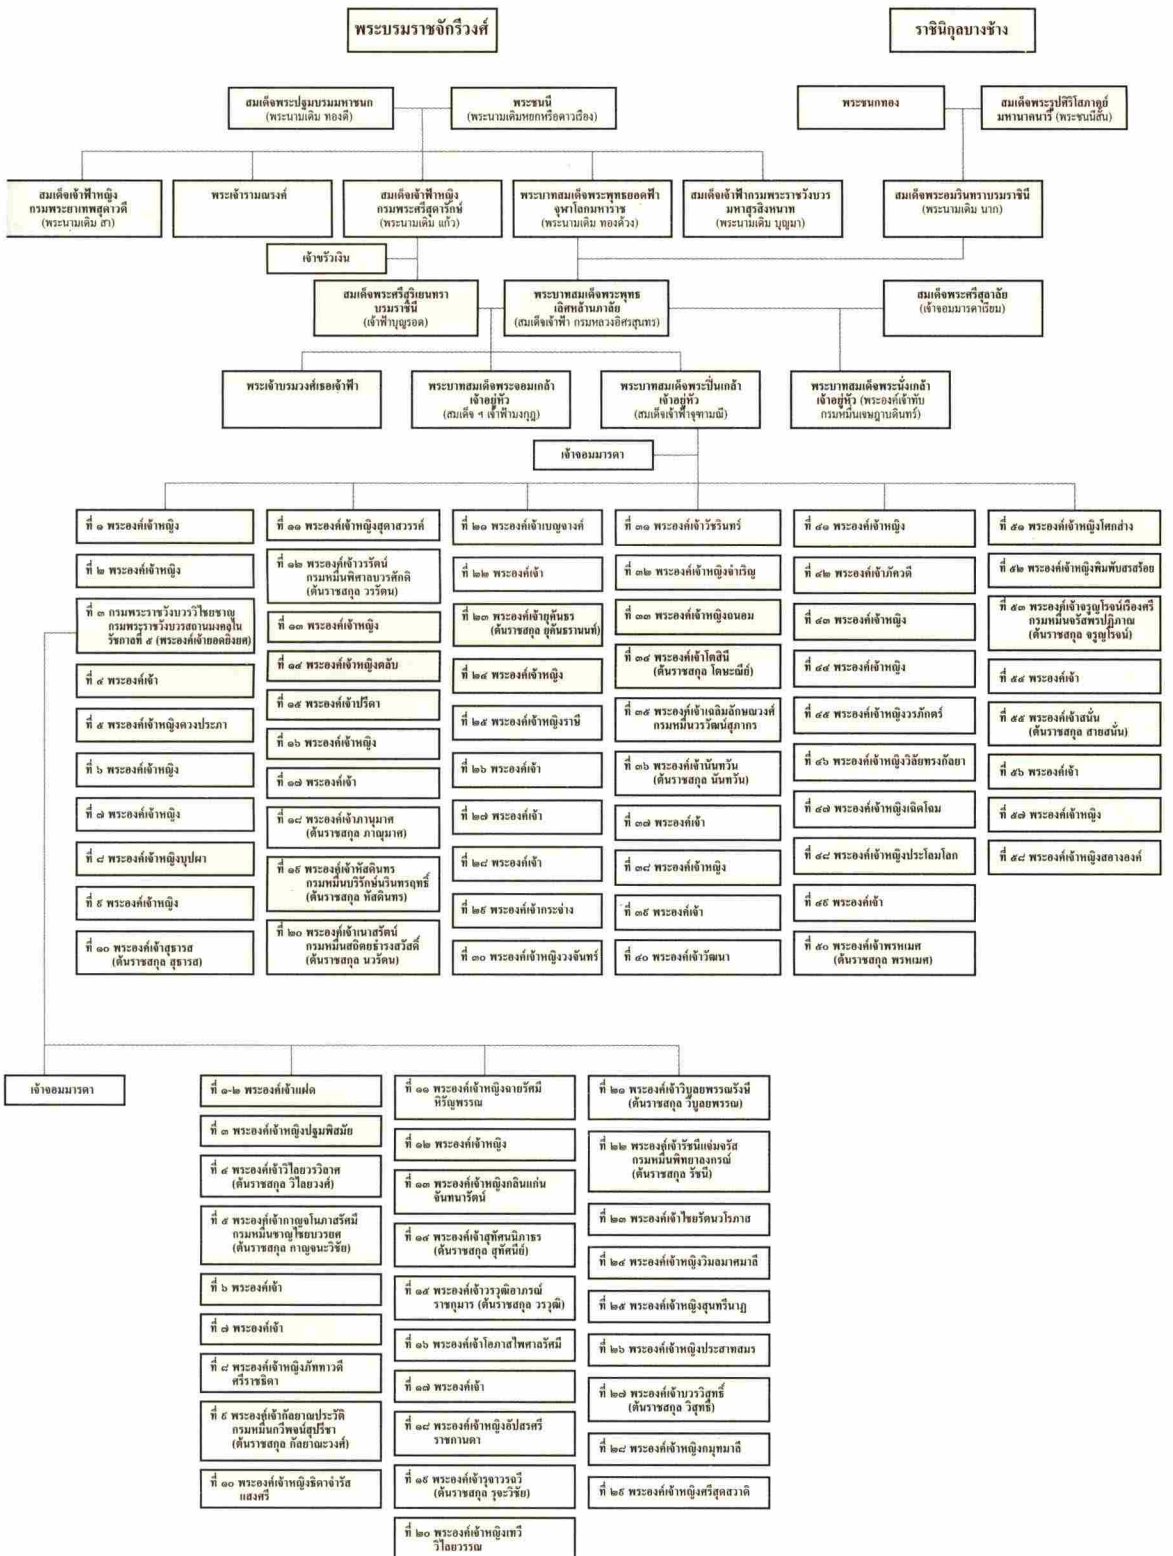 พระบรมราชจักรีวงศ์
ราชินิกุลบางช้าง
สมเด็จพระปฐมบรมมหาชนก
(พระนามเดิม ทองดี)
พระชนนี
(พระนามเดิมหยกหรือดาวเรือง)
พระชนกทอง
สมเด็จพระรูปศิริโสภาคย์
มหานาคนารี (พระชนนีสั้น)
สมเด็จเจ้าฟ้าหญิง
กรมพระยาเทพสุดาวดี
(พระนามเดิม สา)
พระเจ้ารามณรงค์
สมเด็จเจ้าฟ้าหญิง
กรมพระศรีสุดารักษ์
(พระนามเดิม แก้ว)
พระบาทสมเด็จพระพุทธยอดฟ้า
จุฬาโลกมหาราช
(พระนามเดิม ทองด้วง)
สมเด็จเจ้าฟ้ากรมพระราชวังบวร
มหาสุรสิงหนาท
(พระนามเดิม บุญมา)
สมเด็จพระอมรินทราบรมราชินี
(พระนามเดิม นาก)
เจ้าขรัวเงิน
สมเด็จพระศรีสุริเยนทรา
บรมราชินี
(เจ้าฟ้าบุญรอด)
พระบาทสมเด็จพระพุทธ
เลิศหล้านภาลัย
(สมเด็จเจ้าฟ้า กรมหลวงอิศรสุนทร)
สมเด็จพระศรีสุลาลัย
(เจ้าจอมมารดาเรียม)
พระเจ้าบรมวงศ์เธอเจ้าฟ้า
พระบาทสมเด็จพระจอมเกล้า
เจ้าอยู่หัว
(สมเด็จ ฯ เจ้าฟ้ามงกุฎ)
พระบาทสมเด็จพระปิ่นเกล้า
เจ้าอยู่หัว
(สมเด็จเจ้าฟ้าจุฑามณี)
พระบาทสมเด็จพระนั่งเกล้า
เจ้าอยู่หัว (พระองค์เจ้าทับ
กรมหมื่นเจษฎาบดินทร์)
เจ้าจอมมารดา
ที่ ๑ พระองค์เจ้าหญิง
ที่ ๒ พระองค์เจ้าหญิง
ที่ ๓ กรมพระราชวังบวรวิไชยชาญ
กรมพระราชวังบวรสถานมงคลใน
รัชกาลที่ ๕ (พระองค์เจ้ายอดยิ่งยศ)
ที่ ๔ พระองค์เจ้า
ที่ ๕ พระองค์เจ้าหญิงดวงประภา
ที่ ๖ พระองค์เจ้าหญิง
ที่ ๗ พระองค์เจ้าหญิง
ที่ ๘ พระองค์เจ้าหญิงบุปผา
ที่ ๙ พระองค์เจ้าหญิง
ที่ ๑๐ พระองค์เจ้าสุธารส
(ต้นราชสกุล สุธารส)
ที่ ๑๑ พระองค์เจ้าหญิงสุดาสวรรค์
ที่ ๑๒ พระองค์เจ้าวรรัตน์
กรมหมื่นพิศาลบวรศักดิ์
(ต้นราชสกุล วรรัตน)
ที่ ๑๓ พระองค์เจ้าหญิง
ที่ ๑๔ พระองค์เจ้าหญิงตลับ
ที่ ๑๕ พระองค์เจ้าปรีดา
ที่ ๑๖ พระองค์เจ้าหญิง
ที่ ๑๗ พระองค์เจ้า
ที่ ๑๘ พระองค์เจ้าภาณุมาศ
(ต้นราชสกุล ภาณุมาศ)
ที่ ๑๙ พระองค์เจ้าหัสดินทร
กรมหมื่นบริรักษ์นรินทรฤทธิ์
(ต้นราชสกุล หัสดินทร)
ที่ ๒๐ พระองค์เจ้าเนาวรัตน์
กรมหมื่นสถิตยธำรงสวัสดิ์
(ต้นราชสกุล นวรัตน)
ที่ ๒๑ พระองค์เจ้าเบญจางค์
ที่ ๒๒ พระองค์เจ้า
ที่ ๒๓ พระองค์เจ้ายุคันธร
(ต้นราชสกุล ยุคันธรานนท์)
ที่ ๒๔ พระองค์เจ้าหญิง
ที่ ๒๕ พระองค์เจ้าหญิงราษี
ที่ ๒๖ พระองค์เจ้า
ที่ ๒๗ พระองค์เจ้า
ที่ ๒๘ พระองค์เจ้า
ที่ ๒๙ พระองค์เจ้ากระจ่าง
ที่ ๓๐ พระองค์เจ้าหญิงวงจันทร์
ที่ ๓๑ พระองค์เจ้าวัชรินทร์
ที่ ๓๒ พระองค์เจ้าหญิงจำเริญ
ที่ ๓๓ พระองค์เจ้าหญิงถนอม
ที่ ๓๔ พระองค์เจ้าโตสินี
(ต้นราชสกุล โตษะณีย์)
ที่ ๓๕ พระองค์เจ้าเฉลิมลักษณวงศ์
กรมหมื่นวรวัฒน์สุภากร
ที่ ๓๖ พระองค์เจ้านันทวัน
(ต้นราชสกุล นันทวัน)
ที่ ๓๗ พระองค์เจ้า
ที่ ๓๘ พระองค์เจ้าหญิง
ที่ ๓๙ พระองค์เจ้า
ที่ ๔๐ พระองค์เจ้าวัฒนา
ที่ ๔๑ พระองค์เจ้าหญิง
ที่ ๔๒ พระองค์เจ้าภัควดี
ที่ ๔๓ พระองค์เจ้าหญิง
ที่ ๔๔ พระองค์เจ้าหญิง
ที่ ๔๕ พระองค์เจ้าหญิงวรภักตร์
ที่ ๔๖ พระองค์เจ้าหญิงวิลัยทรงกัลยา
ที่ ๔๗ พระองค์เจ้าหญิงเฉิดโฉม
ที่ ๔๘ พระองค์เจ้าหญิงประโลมโลก
ที่ ๔๙ พระองค์เจ้า
ที่ ๕๐ พระองค์เจ้าพรหเมศ
(ต้นราชสกุล พรหเมศ)
ที่ ๕๑ พระองค์เจ้าหญิงโศกส่าง
ที่ ๕๒ พระองค์เจ้าหญิงพิมพับสรสร้อย
ที่ ๕๓ พระองค์เจ้าจรูญโรจน์เรืองศรี
กรมหมื่นจรัสพรปฏิภาณ
(ต้นราชสกุล จรูญโรจน์)
ที่ ๕๔ พระองค์เจ้า
ที่ ๕๕ พระองค์เจ้าสนั่น
(ต้นราชสกุล สายสนั่น)
ที่ ๕๖ พระองค์เจ้า
ที่ ๕๗ พระองค์เจ้าหญิง
ที่ ๕๘ พระองค์เจ้าหญิงสอางองค์
เจ้าจอมมารดา
ที่ ๑-๒ พระองค์เจ้าแฝด
ที่ ๓ พระองค์เจ้าหญิงปฐมพิสมัย
ที่ ๔ พระองค์เจ้าวิไลยวรวิลาศ
(ต้นราชสกุล วิไลยวงศ์)
ที่ ๕ พระองค์เจ้ากาญจโนภาสรัศมี
กรมหมื่นชาญไชยบวรยศ
(ต้นราชสกุล กาญจนะวิชัย)
ที่ ๖ พระองค์เจ้า
ที่ ๗ พระองค์เจ้า
ที่ ๘ พระองค์เจ้าหญิงภัททาวดี
ศรีราชธิดา
ที่ ๙ พระองค์เจ้ากัลยาณประวัติ
กรมหมื่นกวีพจน์สุปรีชา
(ต้นราชสกุล กัลยาณะวงศ์)
ที่ ๑๐ พระองค์เจ้าหญิงธิดาจำรัส
แสงศรี
ที่ ๑๑ พระองค์เจ้าหญิงฉายรัศมี
หิรัญพรรณ
ที่ ๑๒ พระองค์เจ้าหญิง
ที่ ๑๓ พระองค์เจ้าหญิงกลิ่นแก่น
จันทนารัตน์
ที่ ๑๔ พระองค์เจ้าสุทัศนนิภาธร
(ต้นราชสกุล สุทัศนีย์)
ที่ ๑๕ พระองค์เจ้าวรวุฒิอาภรณ์
ราชกุมาร (ต้นราชสกุล วรวุฒิ)
ที่ ๑๖ พระองค์เจ้าโอภาสไพศาลรัศมี
ที่ ๑๗ พระองค์เจ้า
ที่ ๑๘ พระองค์เจ้าหญิงอัปสรศรี
ราชกานดา
ที่ ๑๙ พระองค์เจ้ารุจาวรฉวี
(ต้นราชสกุล รุจะวิชัย)
ที่ ๒๐ พระองค์เจ้าหญิงเทวี
วิไลยวรรณ
ที่ ๒๑ พระองค์เจ้าวิบูลยพรรณรังษี
(ต้นราชสกุล วิบูลยพรรณ)
ที่ ๒๒ พระองค์เจ้ารัชนีแจ่มจรัส
กรมหมื่นพิทยาลงกรณ์
(ต้นราชสกุล รัชนี)
ที่ ๒๓ พระองค์เจ้าไชยรัตนวโรภาส
ที่ ๒๔ พระองค์เจ้าหญิงวิมลมาศมาลี
ที่ ๒๕ พระองค์เจ้าหญิงสุนทรีนาฏ
ที่ ๒๖ พระองค์เจ้าหญิงประสาทสมร
ที่ ๒๗ พระองค์เจ้าบวรวิสุทธิ์
(ต้นราชสกุล วิสุทธิ)
ที่ ๒๘ พระองค์เจ้าหญิงกมุทมาลี
ที่ ๒๙ พระองค์เจ้าหญิงศรีสุดสวาดิ